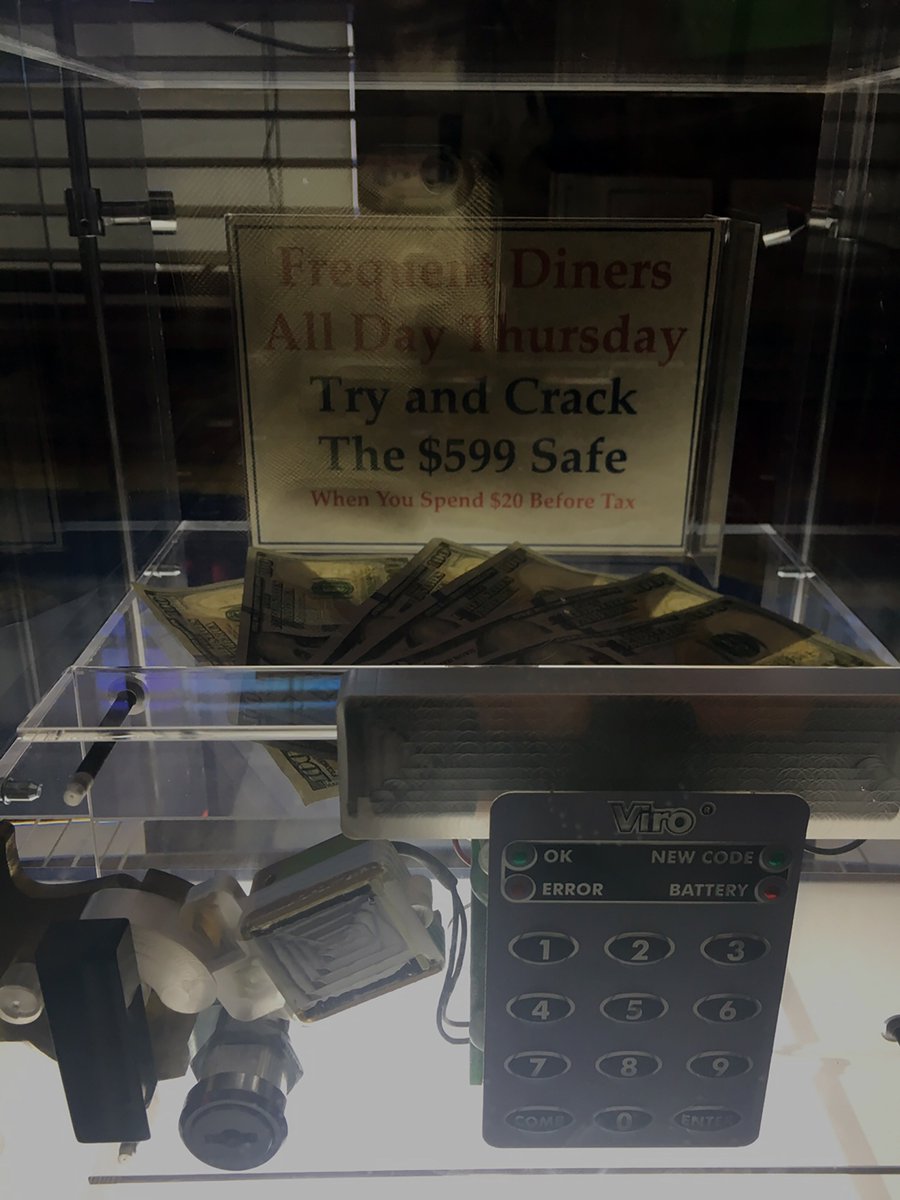 Frequent Diners
All Day Thursday
Try and Crack
The $599 Safe
When You Spend $20 Before Tax
Viro®
OK NEW CODE
ERROR BATTERY
1 2 3
4 5 6
7 8 9
COMB 0 ENTER
100